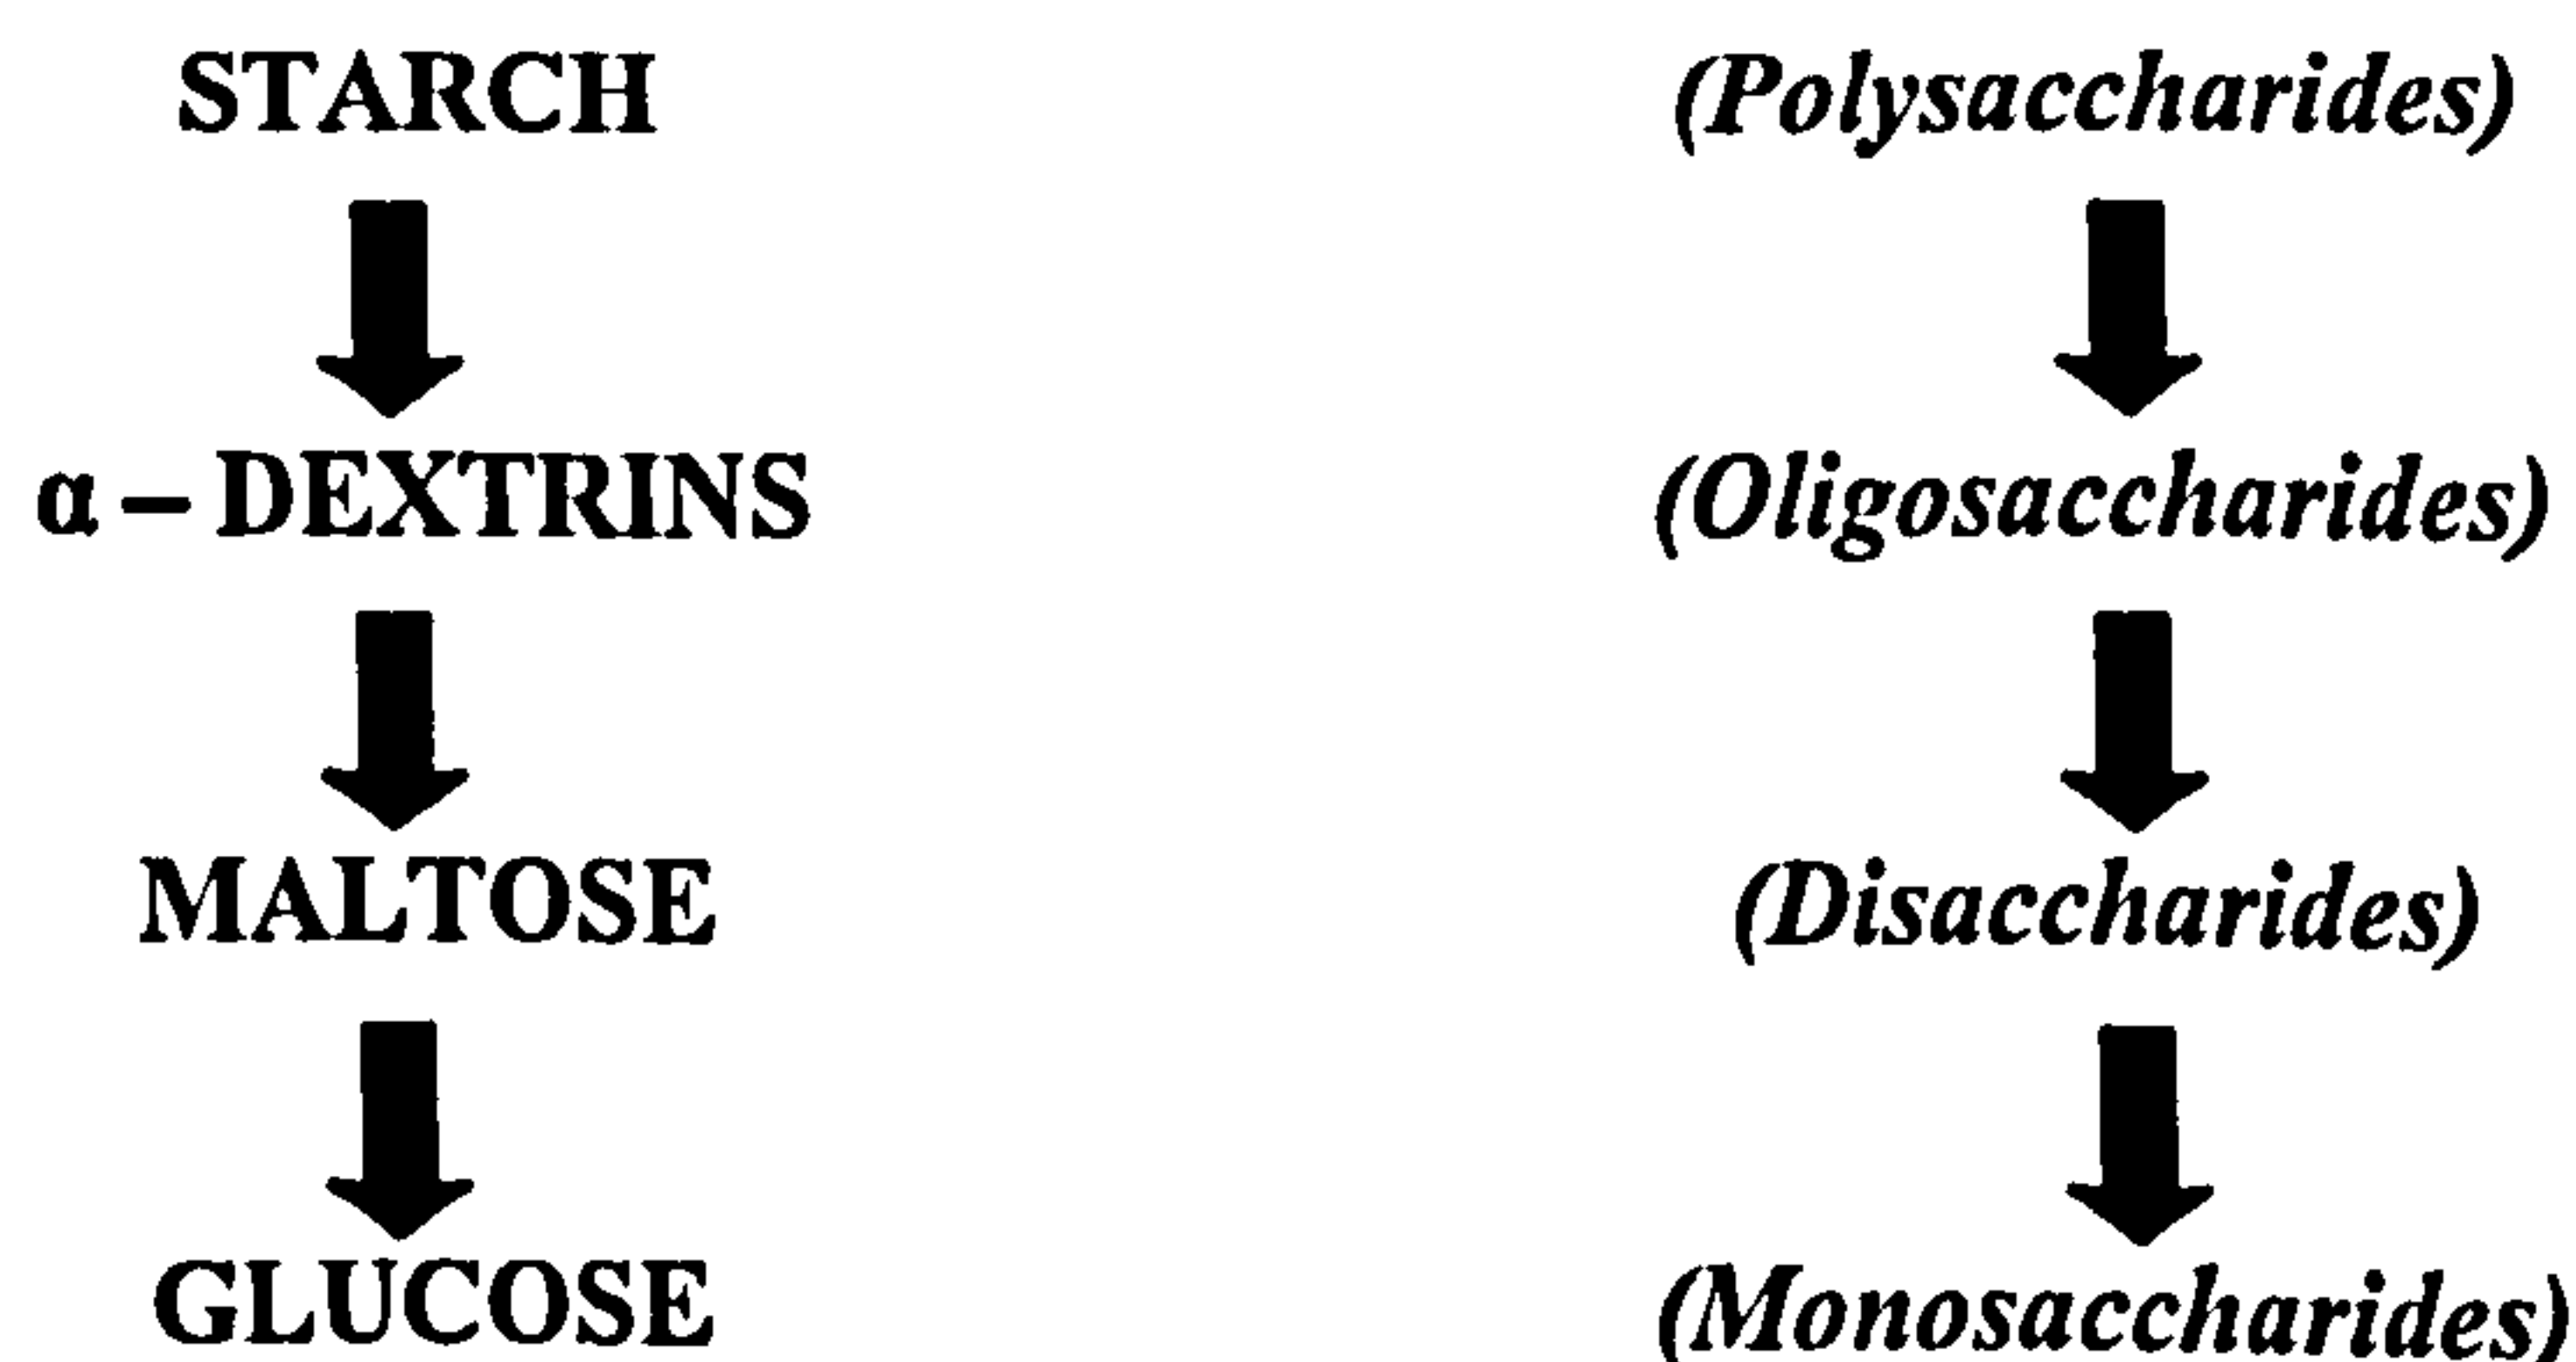 STARCH (Polysaccharides)
α – DEXTRINS (Oligosaccharides)
MALTOSE (Disaccharides)
GLUCOSE (Monosaccharides)